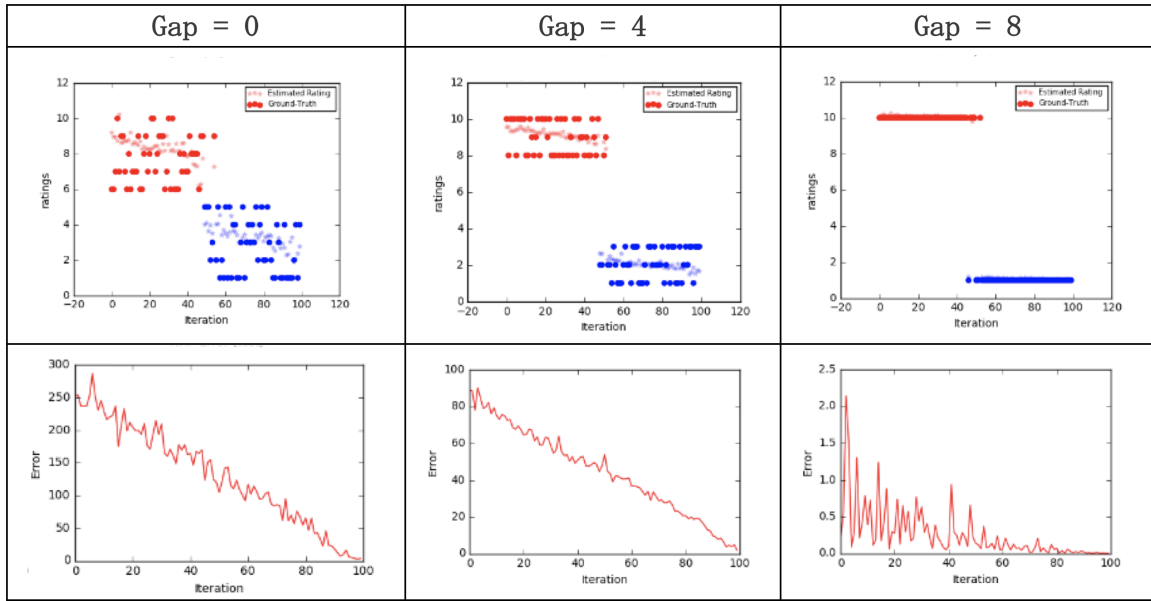 Gap = 0
Gap = 4
Gap = 8
12
10
8
6
4
2
0
ratings
Estimated Rating
Ground-Truth
−20 0 20 40 60 80 100 120
Iteration
12
10
8
6
4
2
0
ratings
Estimated Rating
Ground-Truth
−20 0 20 40 60 80 100 120
Iteration
12
10
8
6
4
2
0
ratings
Estimated Rating
Ground-Truth
−20 0 20 40 60 80 100 120
Iteration
300
250
200
150
100
50
0
Error
0 20 40 60 80 100
Iteration
100
80
60
40
20
0
Error
0 20 40 60 80 100
Iteration
2.5
2.0
1.5
1.0
0.5
0.0
Error
0 20 40 60 80 100
Iteration